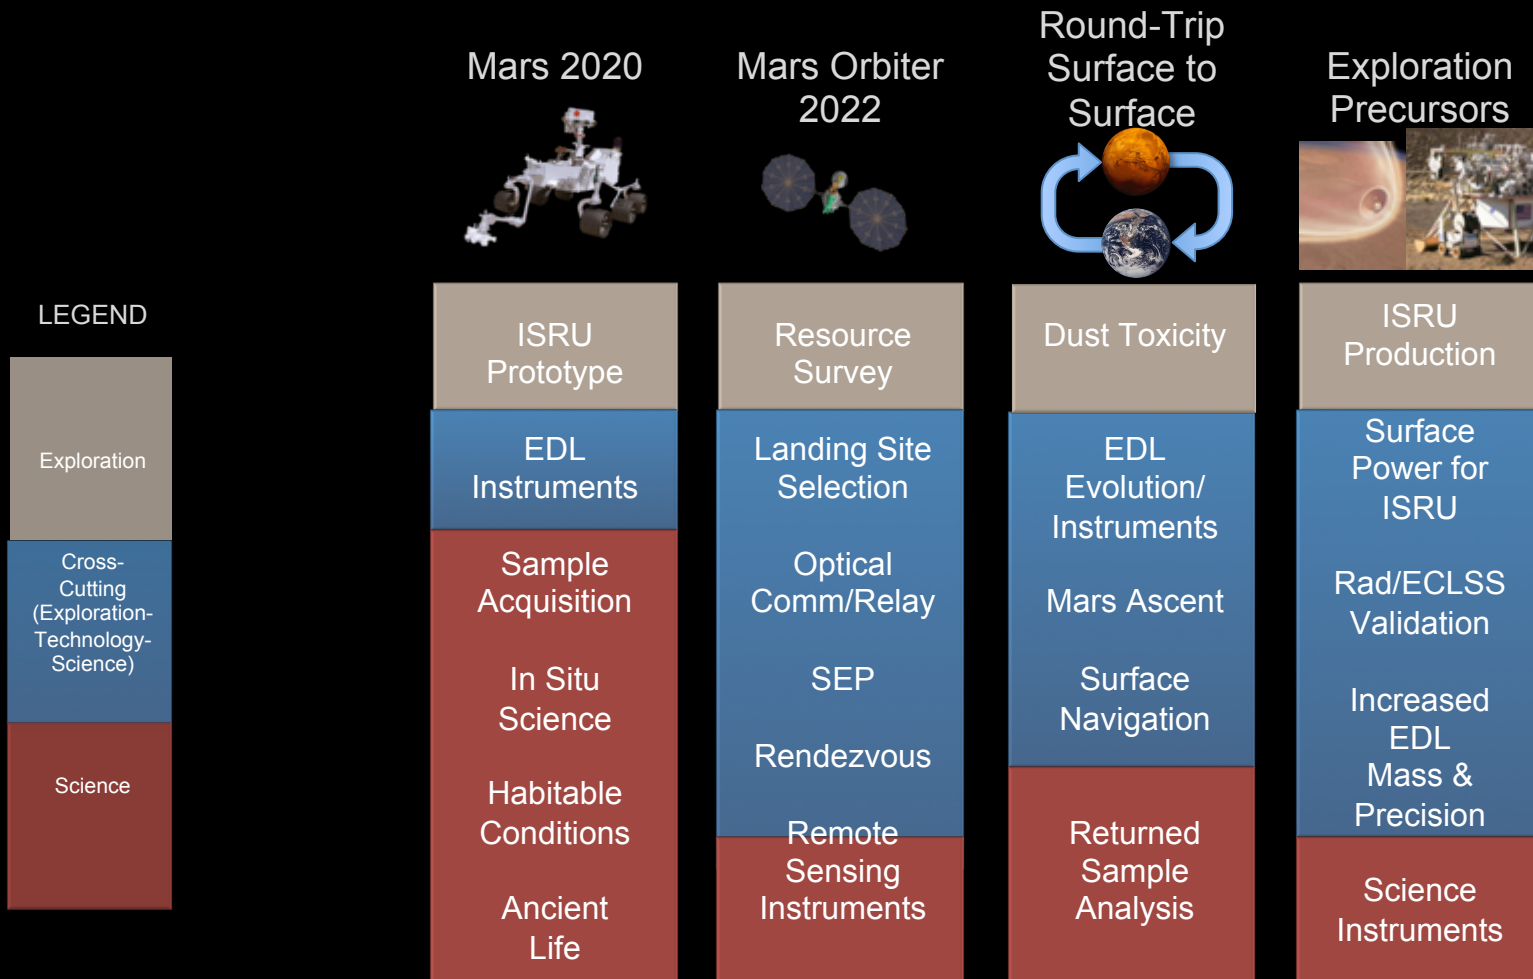 Mars 2020
Mars Orbiter
2022
Round-Trip
Surface to
Surface
Exploration
Precursors
LEGEND
Exploration
Cross-
Cutting
(Exploration-
Technology-
Science)
Science
ISRU
Prototype
EDL
Instruments
Sample
Acquisition
In Situ
Science
Habitable
Conditions
Ancient
Life
Resource
Survey
Landing Site
Selection
Optical
Comm/Relay
SEP
Rendezvous
Remote
Sensing
Instruments
Dust Toxicity
EDL
Evolution/
Instruments
Mars Ascent
Surface
Navigation
Returned
Sample
Analysis
ISRU
Production
Surface
Power for
ISRU
Rad/ECLSS
Validation
Increased
EDL
Mass &
Precision
Science
Instruments